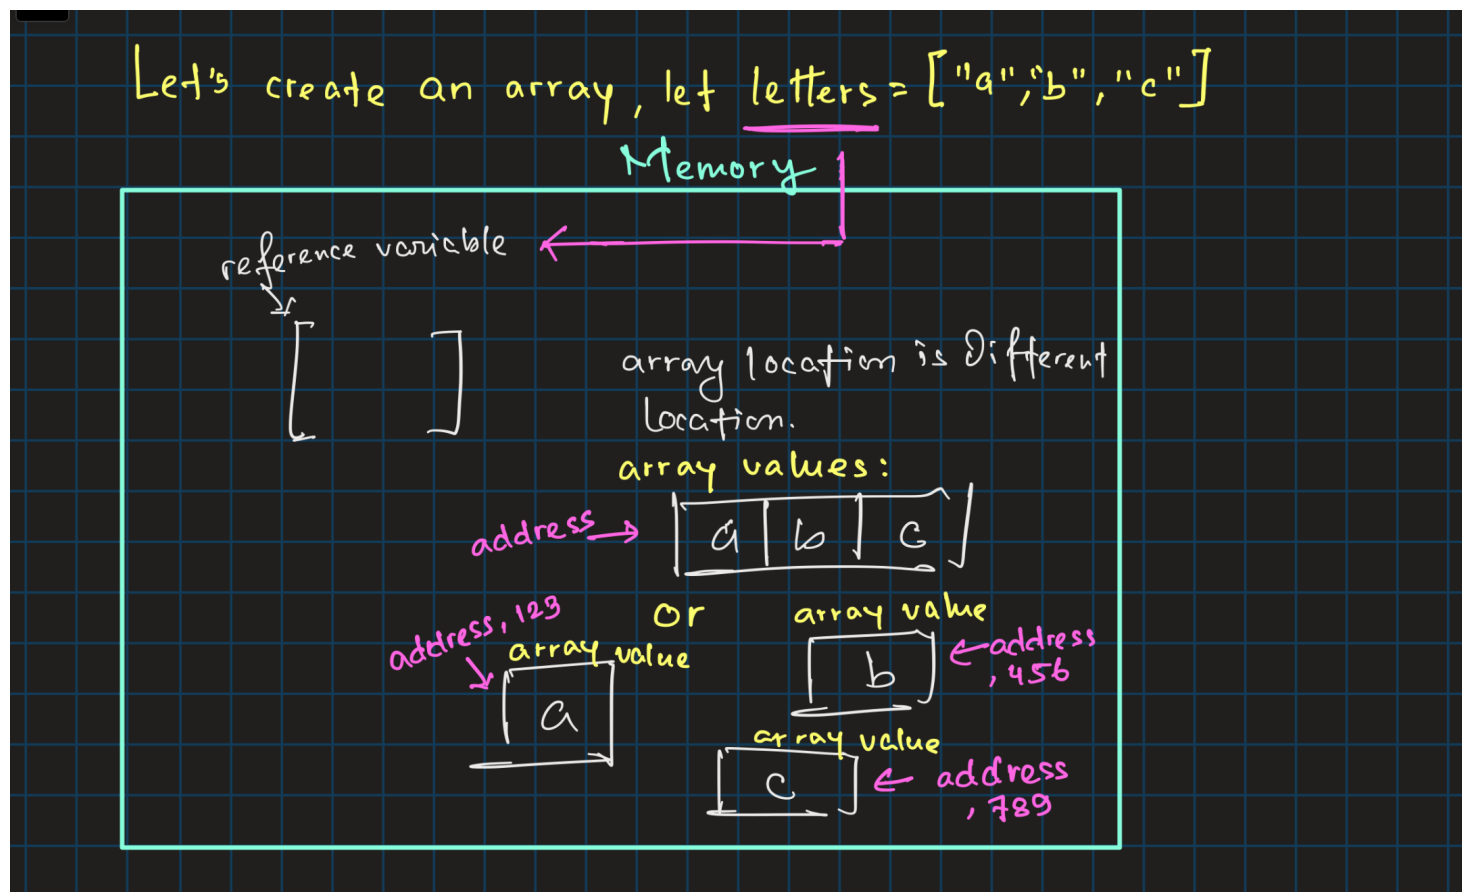 Let's create an array, let letters = ["a","b", "c"]
Memory
reference variable
array location is Different
location.
array values:
address
a b c
or
address, 123
array value
a
array value
b
address
, 456
array value
c
address
, 789